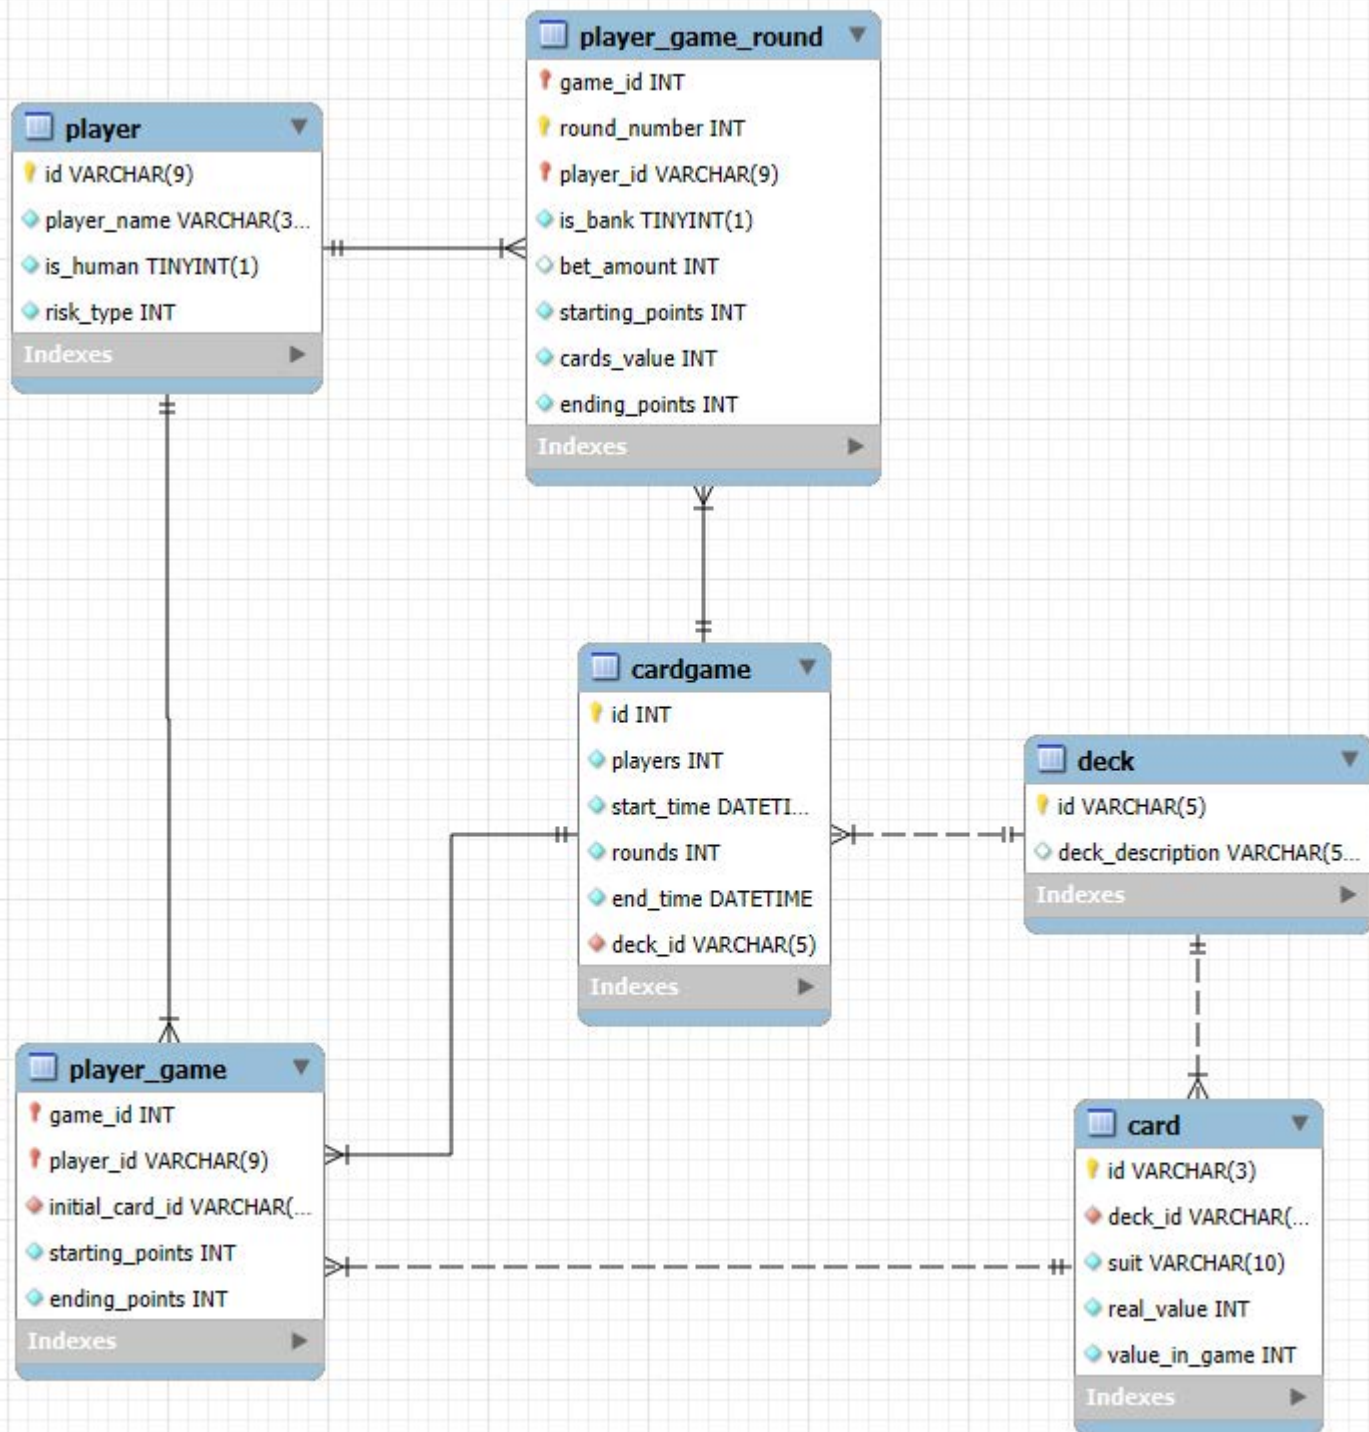 player_game_round
game_id INT
round_number INT
player_id VARCHAR(9)
is_bank TINYINT(1)
bet_amount INT
starting_points INT
cards_value INT
ending_points INT
Indexes
player
id VARCHAR(9)
player_name VARCHAR(3...
is_human TINYINT(1)
risk_type INT
Indexes
cardgame
id INT
players INT
start_time DATETI...
rounds INT
end_time DATETIME
deck_id VARCHAR(5)
Indexes
deck
id VARCHAR(5)
deck_description VARCHAR(5...
Indexes
player_game
game_id INT
player_id VARCHAR(9)
initial_card_id VARCHAR(...
starting_points INT
ending_points INT
Indexes
card
id VARCHAR(3)
deck_id VARCHAR(...
suit VARCHAR(10)
real_value INT
value_in_game INT
Indexes